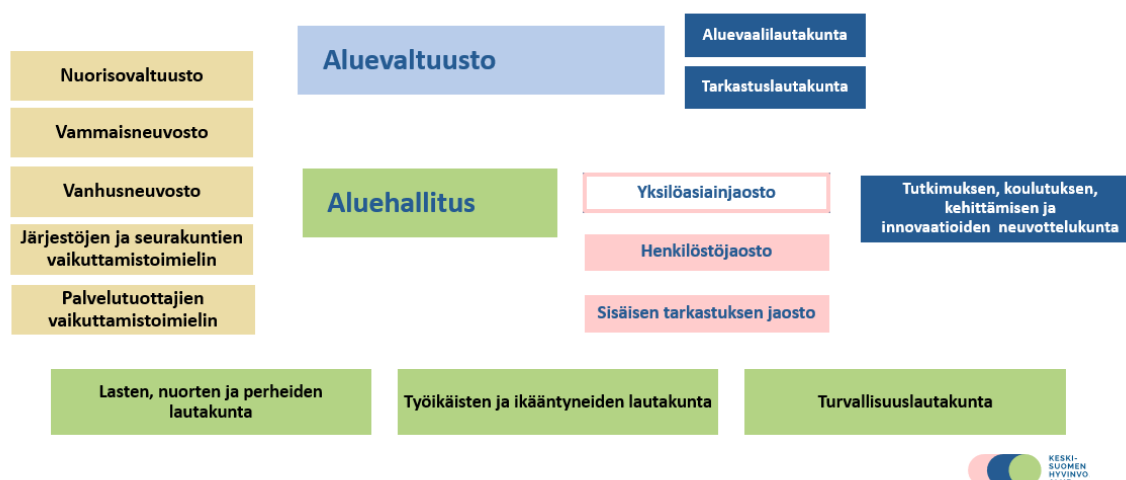 Aluevaltuusto
Aluevaalilautakunta
Tarkastuslautakunta
Nuorisovaltuusto
Vammaisneuvosto
Vanhusneuvosto
Järjestöjen ja seurakuntien
vaikuttamistoimielin
Palvelutuottajien
vaikuttamistoimielin
Aluehallitus
Yksilöasiainjaosto
Henkilöstöjaosto
Sisäisen tarkastuksen jaosto
Tutkimuksen, koulutuksen,
kehittämisen ja
innovaatioiden neuvottelukunta
Lasten, nuorten ja perheiden
lautakunta
Työikäisten ja ikääntyneiden lautakunta
Turvallisuuslautakunta
KESKI-
SUOMEN
HYVINVO